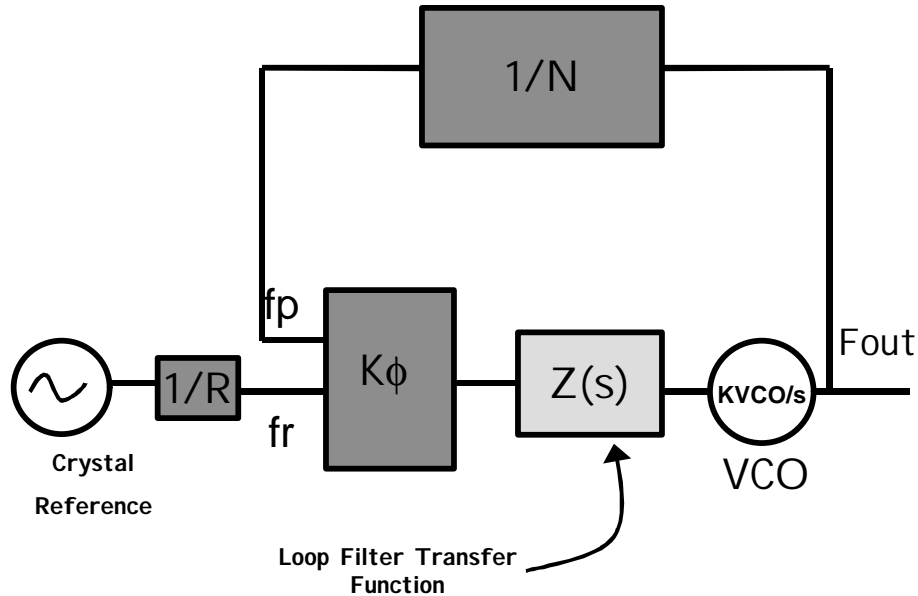 1/N
fp
Fout
Kϕ
Z(s)
KVCO/s
1/R
fr
VCO
Crystal
Reference
Loop Filter Transfer
Function